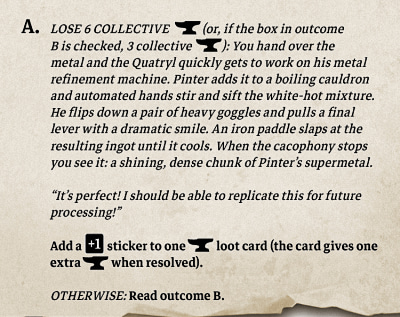 A. LOSE 6 COLLECTIVE (or, if the box in outcome
B is checked, 3 collective ): You hand over the
metal and the Quatryl quickly gets to work on his metal
refinement machine. Pinter adds it to a boiling cauldron
and automated hands stir and sift the white-hot mixture.
He flips down a pair of heavy goggles and pulls a final
lever with a dramatic smile. An iron paddle slaps at the
resulting ingot until it cools. When the cacophony stops
you see it: a shining, dense chunk of Pinter's supermetal.
“It's perfect! I should be able to replicate this for future
processing!”
Add a +1 sticker to one loot card (the card gives one
extra when resolved).
OTHERWISE: Read outcome B.